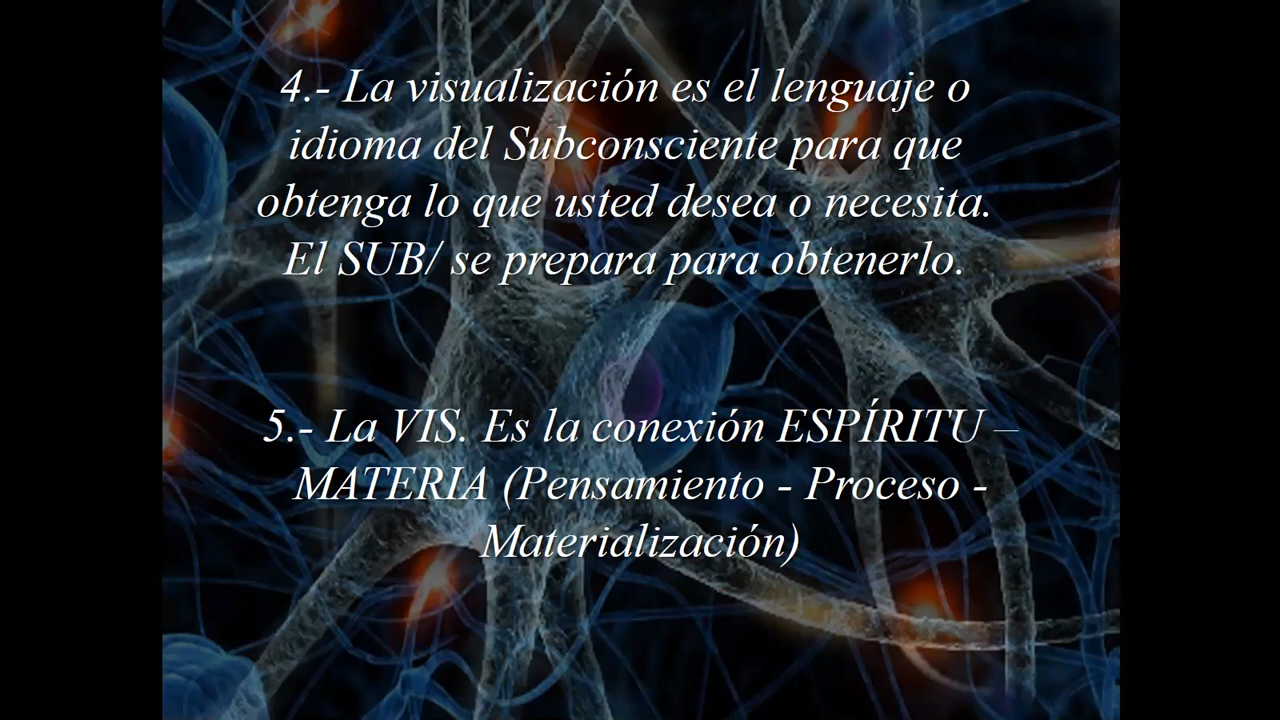 4.- La visualización es el lenguaje o
idioma del Subconsciente para que
obtenga lo que usted desea o necesita.
El SUB/ se prepara para obtenerlo.
5.- La VIS. Es la conexión ESPÍRITU –
MATERIA (Pensamiento - Proceso -
Materialización)